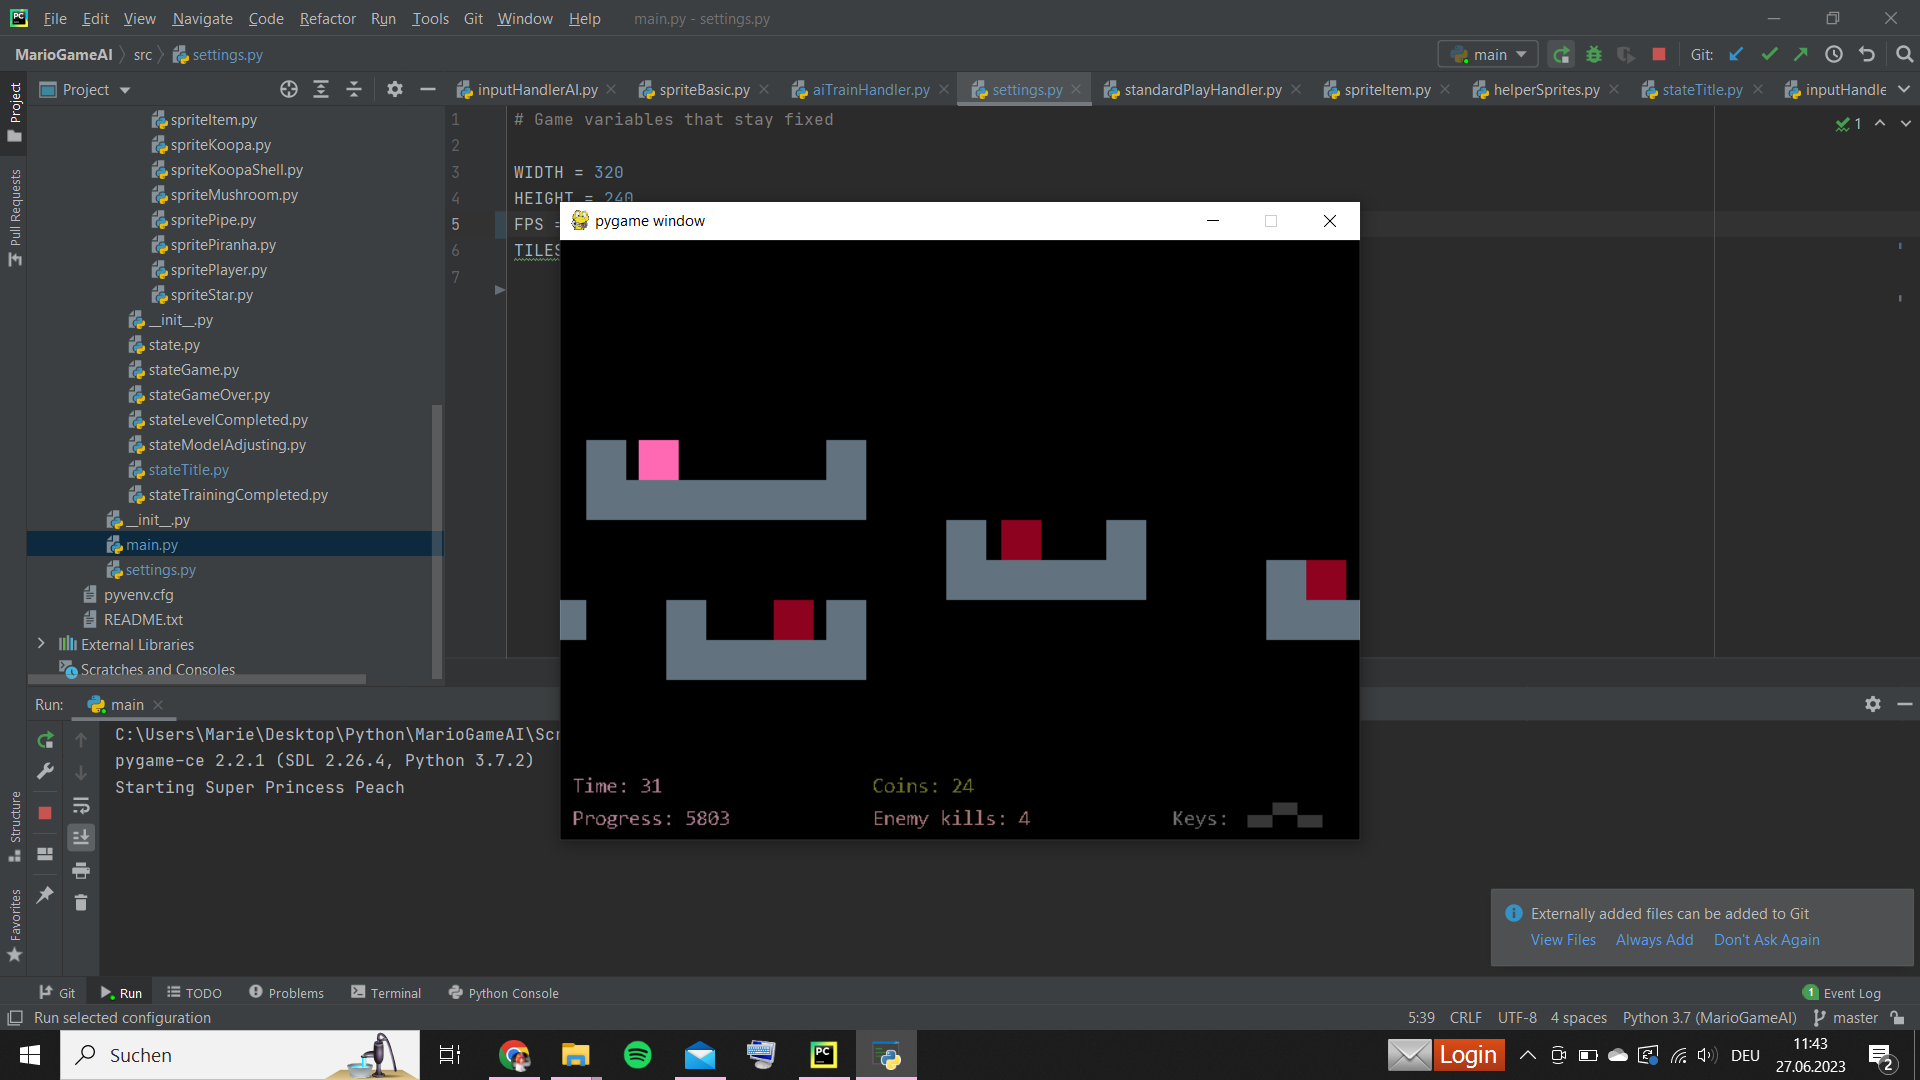 File Edit View Navigate Code Refactor Run Tools Git Window Help main.py - settings.py
MarioGameAI src settings.py main Git:
Project inputHandlerAI.py spriteBasic.py aiTrainHandler.py settings.py standardPlayHandler.py spriteItem.py helperSprites.py stateTitle.py inputHandle
Project
Pull Requests
Structure
Favorites
spriteItem.py
spriteKoopa.py
spriteKoopaShell.py
spriteMushroom.py
spritePipe.py
spritePiranha.py
spritePlayer.py
spriteStar.py
__init__.py
state.py
stateGame.py
stateGameOver.py
stateLevelCompleted.py
stateModelAdjusting.py
stateTitle.py
stateTrainingCompleted.py
__init__.py
main.py
settings.py
pyvenv.cfg
README.txt
External Libraries
Scratches and Consoles
1 # Game variables that stay fixed
2
3 WIDTH = 320
4 HEIGHT = 240
5 FPS =
6 TILES
7
1
pygame window
Time: 31 Coins: 24
Progress: 5803 Enemy kills: 4 Keys:
Run: main
C:\Users\Marie\Desktop\Python\MarioGameAI\Scr
pygame-ce 2.2.1 (SDL 2.26.4, Python 3.7.2)
Starting Super Princess Peach
Externally added files can be added to Git
View Files Always Add Don't Ask Again
Git Run TODO Problems Terminal Python Console 1 Event Log
Run selected configuration 5:39 CRLF UTF-8 4 spaces Python 3.7 (MarioGameAI) master
Suchen PC Login DEU 11:43
27.06.2023 2